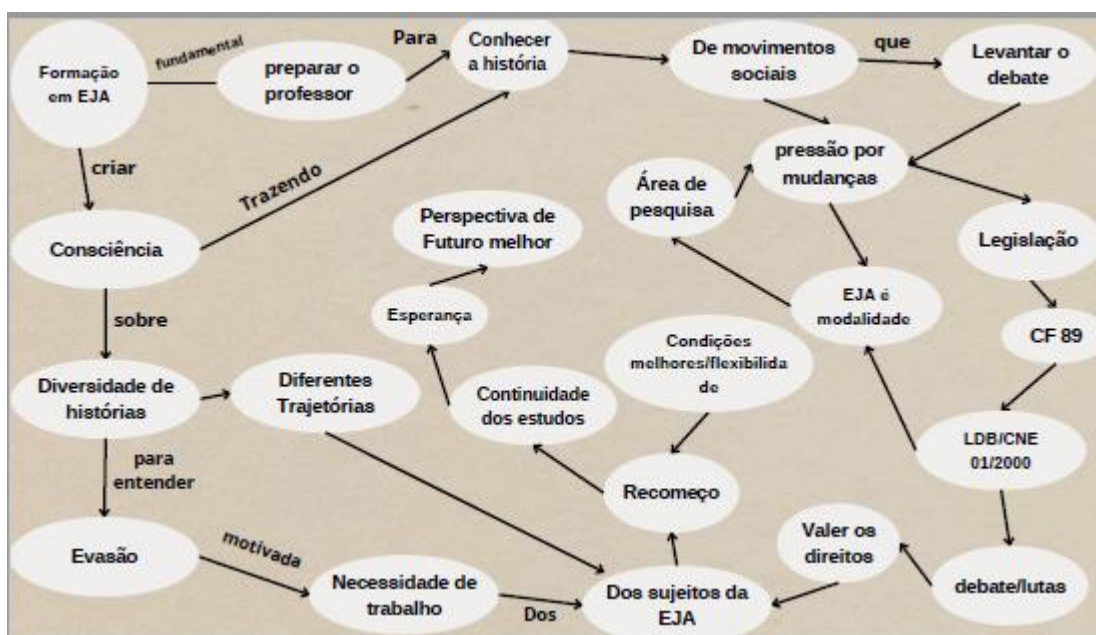 Formação
em EJA
fundamental
preparar o
professor
Para
Conhecer
a história
De movimentos
sociais
que
Levantar o
debate
criar
Trazendo
Área de
pesquisa
pressão por
mudanças
Consciência
Perspectiva de
Futuro melhor
Legislação
sobre
Esperança
EJA é
modalidade
CF 89
Condições
melhores/flexibilida
de
Diversidade de
histórias
Diferentes
Trajetórias
Continuidade
dos estudos
LDB/CNE
01/2000
para
entender
Recomeço
Evasão
motivada
Necessidade de
trabalho
Dos
Dos sujeitos da
EJA
Valer os
direitos
debate/lutas